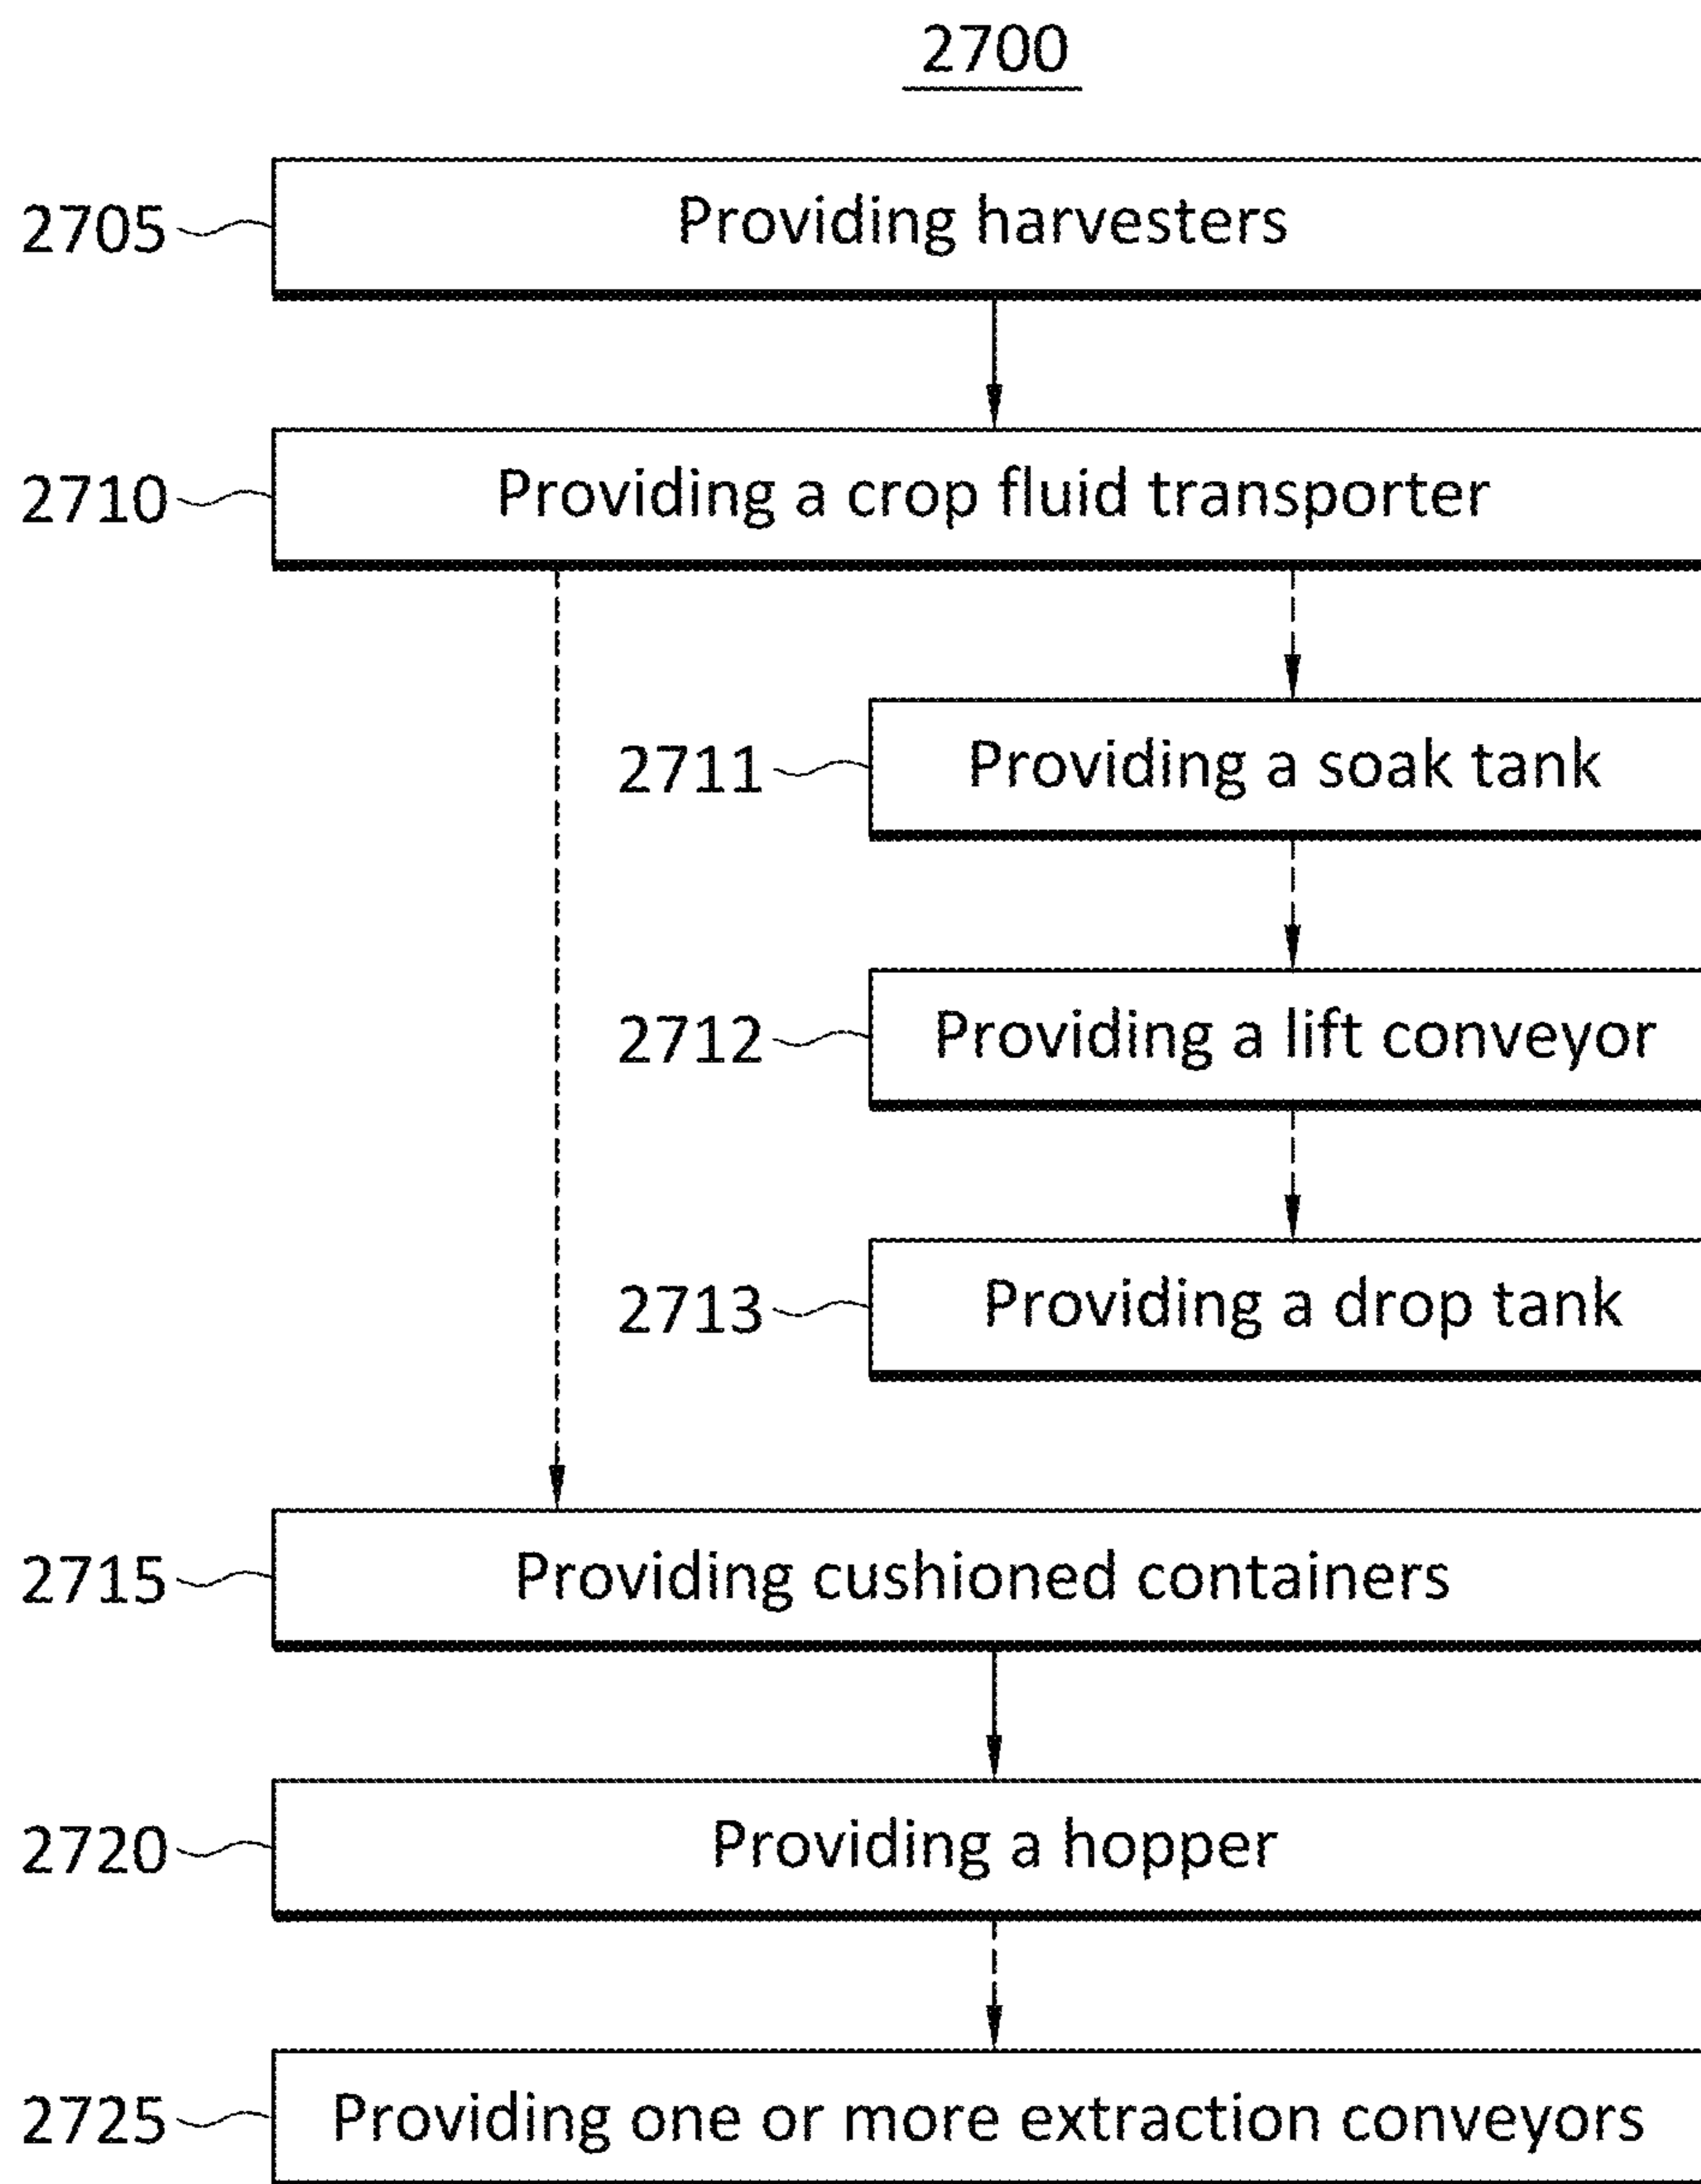 2700
2705 Providing harvesters
2710 Providing a crop fluid transporter
2711 Providing a soak tank
2712 Providing a lift conveyor
2713 Providing a drop tank
2715 Providing cushioned containers
2720 Providing a hopper
2725 Providing one or more extraction conveyors